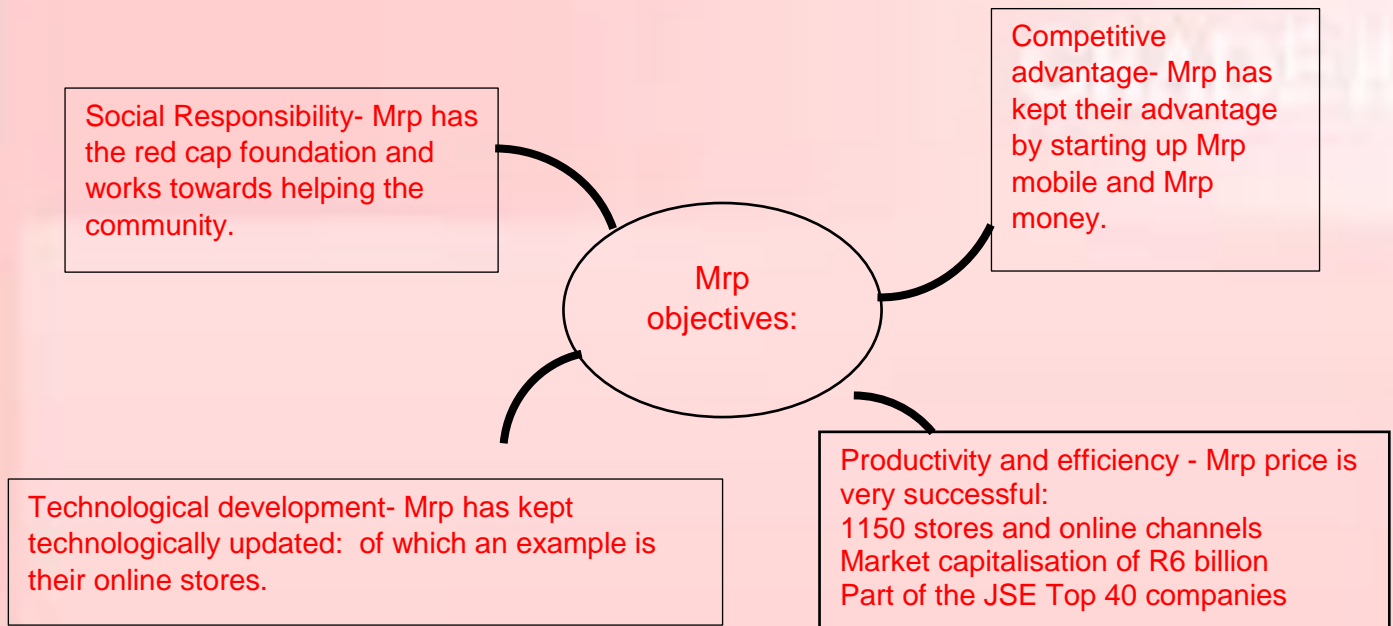 Competitive
advantage- Mrp has
kept their advantage
by starting up Mrp
mobile and Mrp
money.
Social Responsibility- Mrp has
the red cap foundation and
works towards helping the
community.
Mrp
objectives:
Technological development- Mrp has kept
technologically updated:  of which an example is
their online stores.
Productivity and efficiency - Mrp price is
very successful:
1150 stores and online channels
Market capitalisation of R6 billion
Part of the JSE Top 40 companies